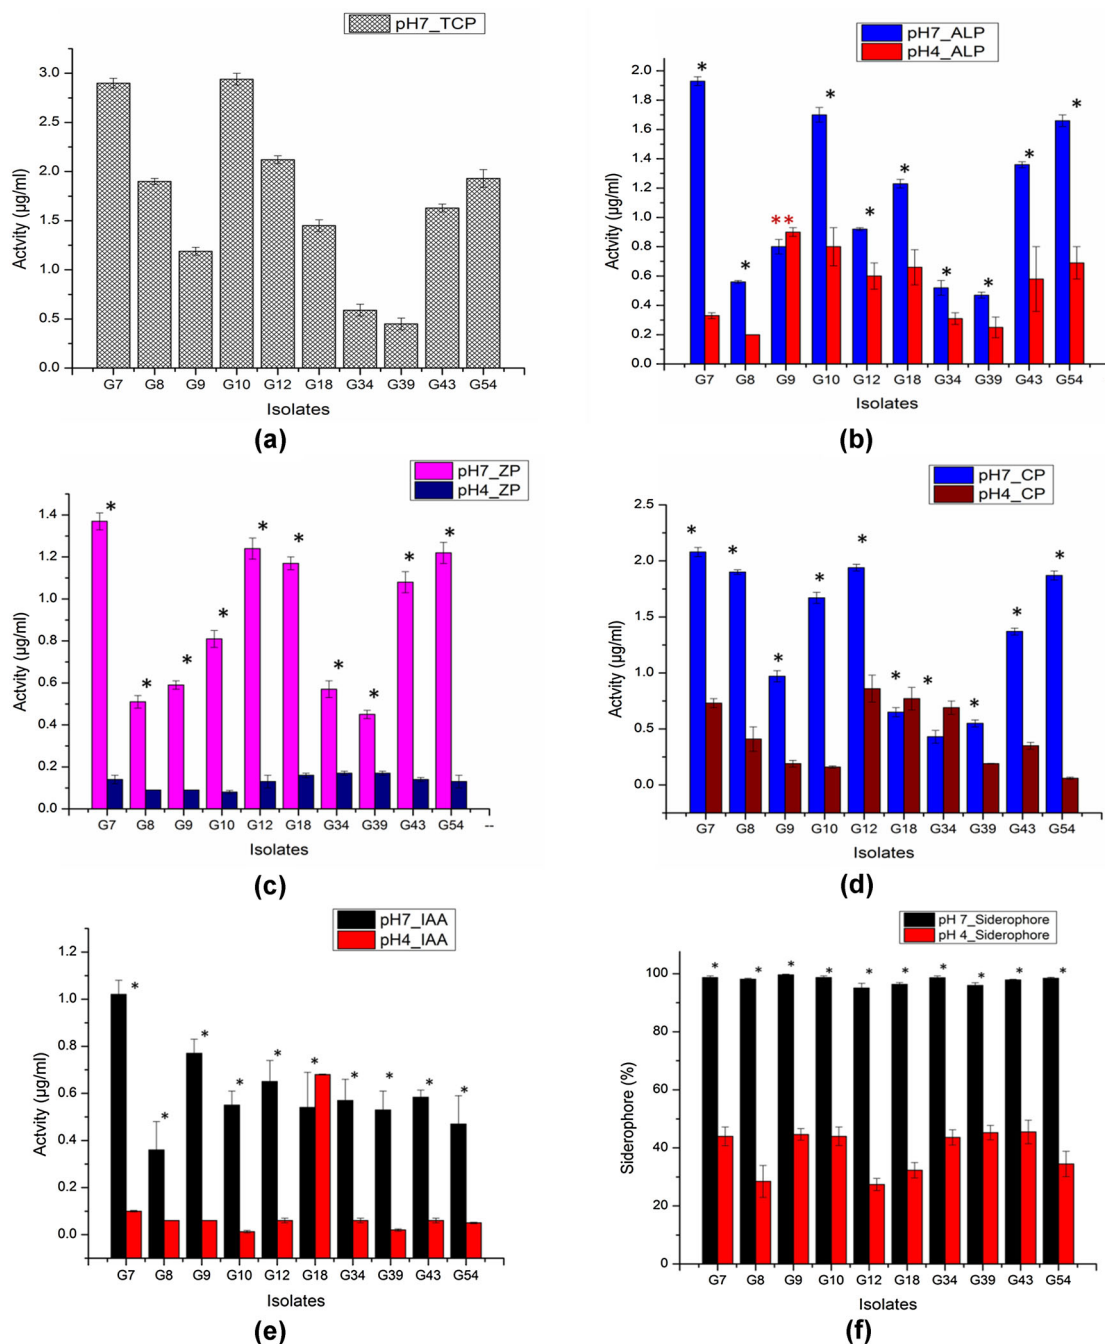 pH7_TCP
3.0
2.5
2.0
1.5
1.0
0.5
0.0
Actvity (µg/ml)
G7 G8 G9 G10 G12 G18 G34 G39 G43 G54
Isolates
(a)
pH7_ALP
pH4_ALP
2.0
1.8
1.6
1.4
1.2
1.0
0.8
0.6
0.4
0.2
0.0
Actvity (µg/ml)
* * ** * * * * * * *
G7 G8 G9 G10 G12 G18 G34 G39 G43 G54
Isolates
(b)
pH7_ZP
pH4_ZP
1.4
1.2
1.0
0.8
0.6
0.4
0.2
0.0
Actvity (µg/ml)
* * * * * * * * * *
G7 G8 G9 G10 G12 G18 G34 G39 G43 G54 --
Isolates
(c)
pH7_CP
pH4_CP
2.5
2.0
1.5
1.0
0.5
0.0
Actvity (µg/ml)
* * * * * * * * * *
G7 G8 G9 G10 G12 G18 G34 G39 G43 G54
Isolates
(d)
pH7_IAA
pH4_IAA
1.2
1.0
0.8
0.6
0.4
0.2
0.0
Actvity (µg/ml)
* * * * * * * * * *
G7 G8 G9 G10 G12 G18 G34 G39 G43 G54
Isolates
(e)
pH 7_Siderophore
pH 4_Siderophore
100
80
60
40
20
0
Siderophore (%)
* * * * * * * * * *
G7 G8 G9 G10 G12 G18 G34 G39 G43 G54
Isolates
(f)